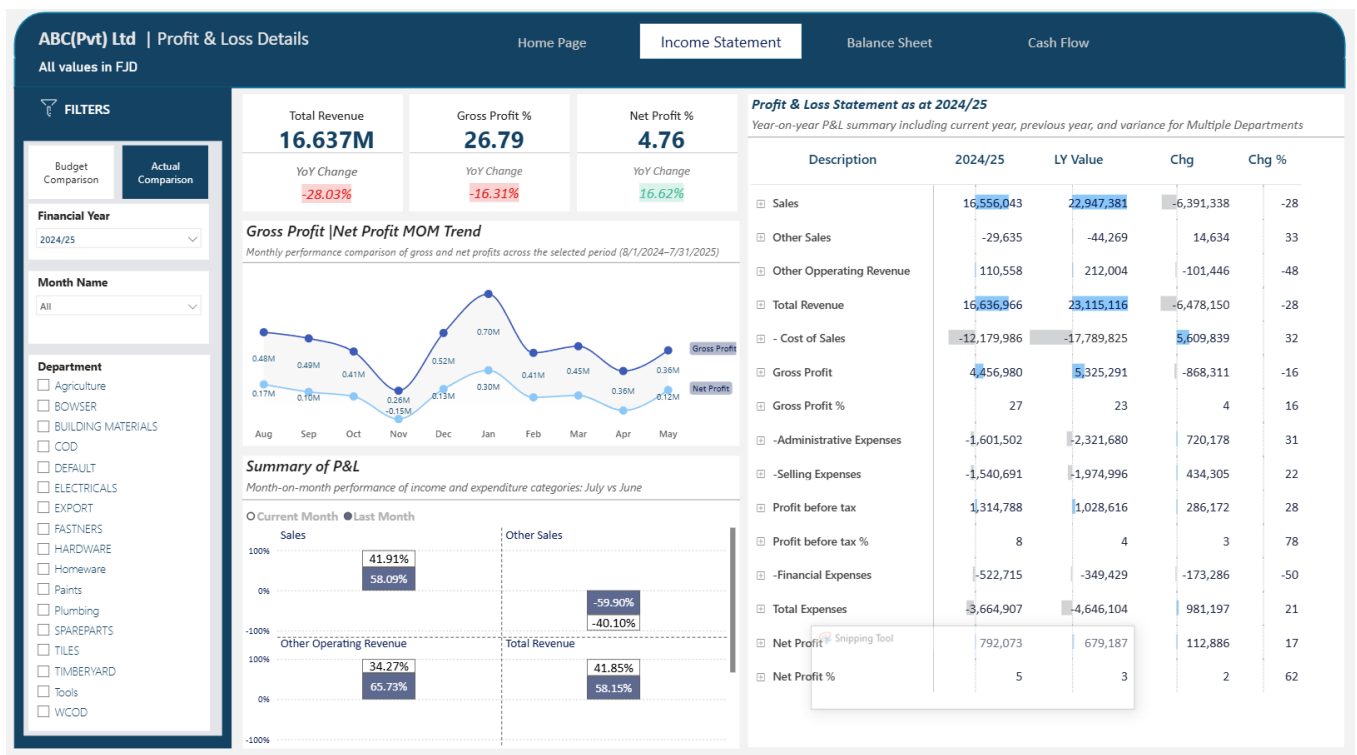 ABC(Pvt) Ltd | Profit & Loss Details
All values in FJD
Home Page
Income Statement
Balance Sheet
Cash Flow
FILTERS
Budget Comparison
Actual Comparison
Financial Year
2024/25
Month Name
All
Department
Agriculture
BOWSER
BUILDING MATERIALS
COD
DEFAULT
ELECTRICALS
EXPORT
FASTNERS
HARDWARE
Homeware
Paints
Plumbing
SPAREPARTS
TILES
TIMBERYARD
Tools
WCOD
Total Revenue
16.637M
YoY Change
-28.03%
Gross Profit %
26.79
YoY Change
-16.31%
Net Profit %
4.76
YoY Change
16.62%
Gross Profit |Net Profit MOM Trend
Monthly performance comparison of gross and net profits across the selected period (8/1/2024–7/31/2025)
0.70M
0.48M 0.49M 0.41M 0.26M 0.52M 0.41M 0.45M 0.36M 0.36M
Gross Profit
0.17M 0.10M -0.15M 0.13M 0.30M 0.12M
Net Profit
Aug Sep Oct Nov Dec Jan Feb Mar Apr May
Summary of P&L
Month-on-month performance of income and expenditure categories: July vs June
Current Month Last Month
Sales
100%
41.91%
58.09%
0%
-100%
Other Sales
-59.90%
-40.10%
Other Operating Revenue
100%
34.27%
65.73%
0%
-100%
Total Revenue
41.85%
58.15%
Profit & Loss Statement as at 2024/25
Year-on-year P&L summary including current year, previous year, and variance for Multiple Departments
Description 2024/25 LY Value Chg Chg %
Sales 16,556,043 22,947,381 -6,391,338 -28
Other Sales -29,635 -44,269 14,634 33
Other Opperating Revenue 110,558 212,004 -101,446 -48
Total Revenue 16,636,966 23,115,116 -6,478,150 -28
- Cost of Sales -12,179,986 -17,789,825 5,609,839 32
Gross Profit 4,456,980 5,325,291 -868,311 -16
Gross Profit % 27 23 4 16
-Administrative Expenses -1,601,502 -2,321,680 720,178 31
-Selling Expenses -1,540,691 -1,974,996 434,305 22
Profit before tax 1,314,788 1,028,616 286,172 28
Profit before tax % 8 4 3 78
-Financial Expenses -522,715 -349,429 -173,286 -50
Total Expenses -3,664,907 -4,646,104 981,197 21
Net Profit 792,073 679,187 112,886 17
Snipping Tool
Net Profit % 5 3 2 62